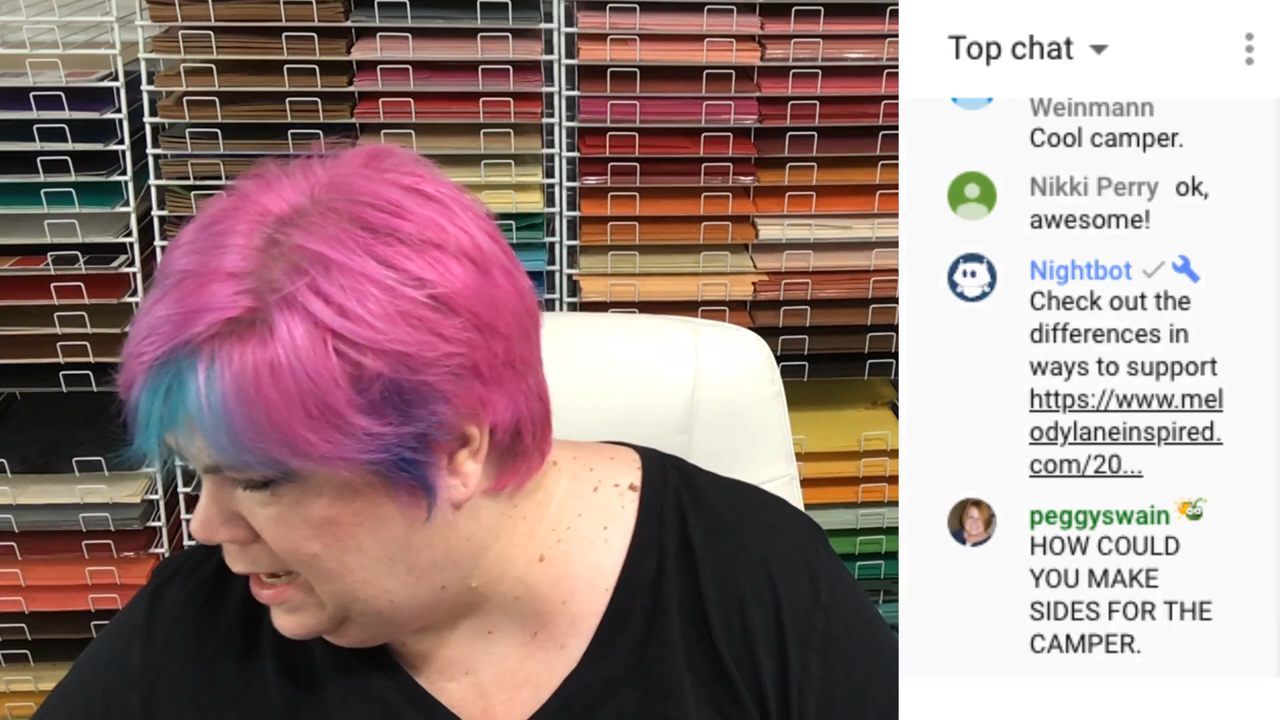 Top chat
Weinmann
Cool camper.
Nikki Perry ok,
awesome!
Nightbot
Check out the
differences in
ways to support
https://www.mel
odylaneinspired.
com/20...
peggyswain
HOW COULD
YOU MAKE
SIDES FOR THE
CAMPER.